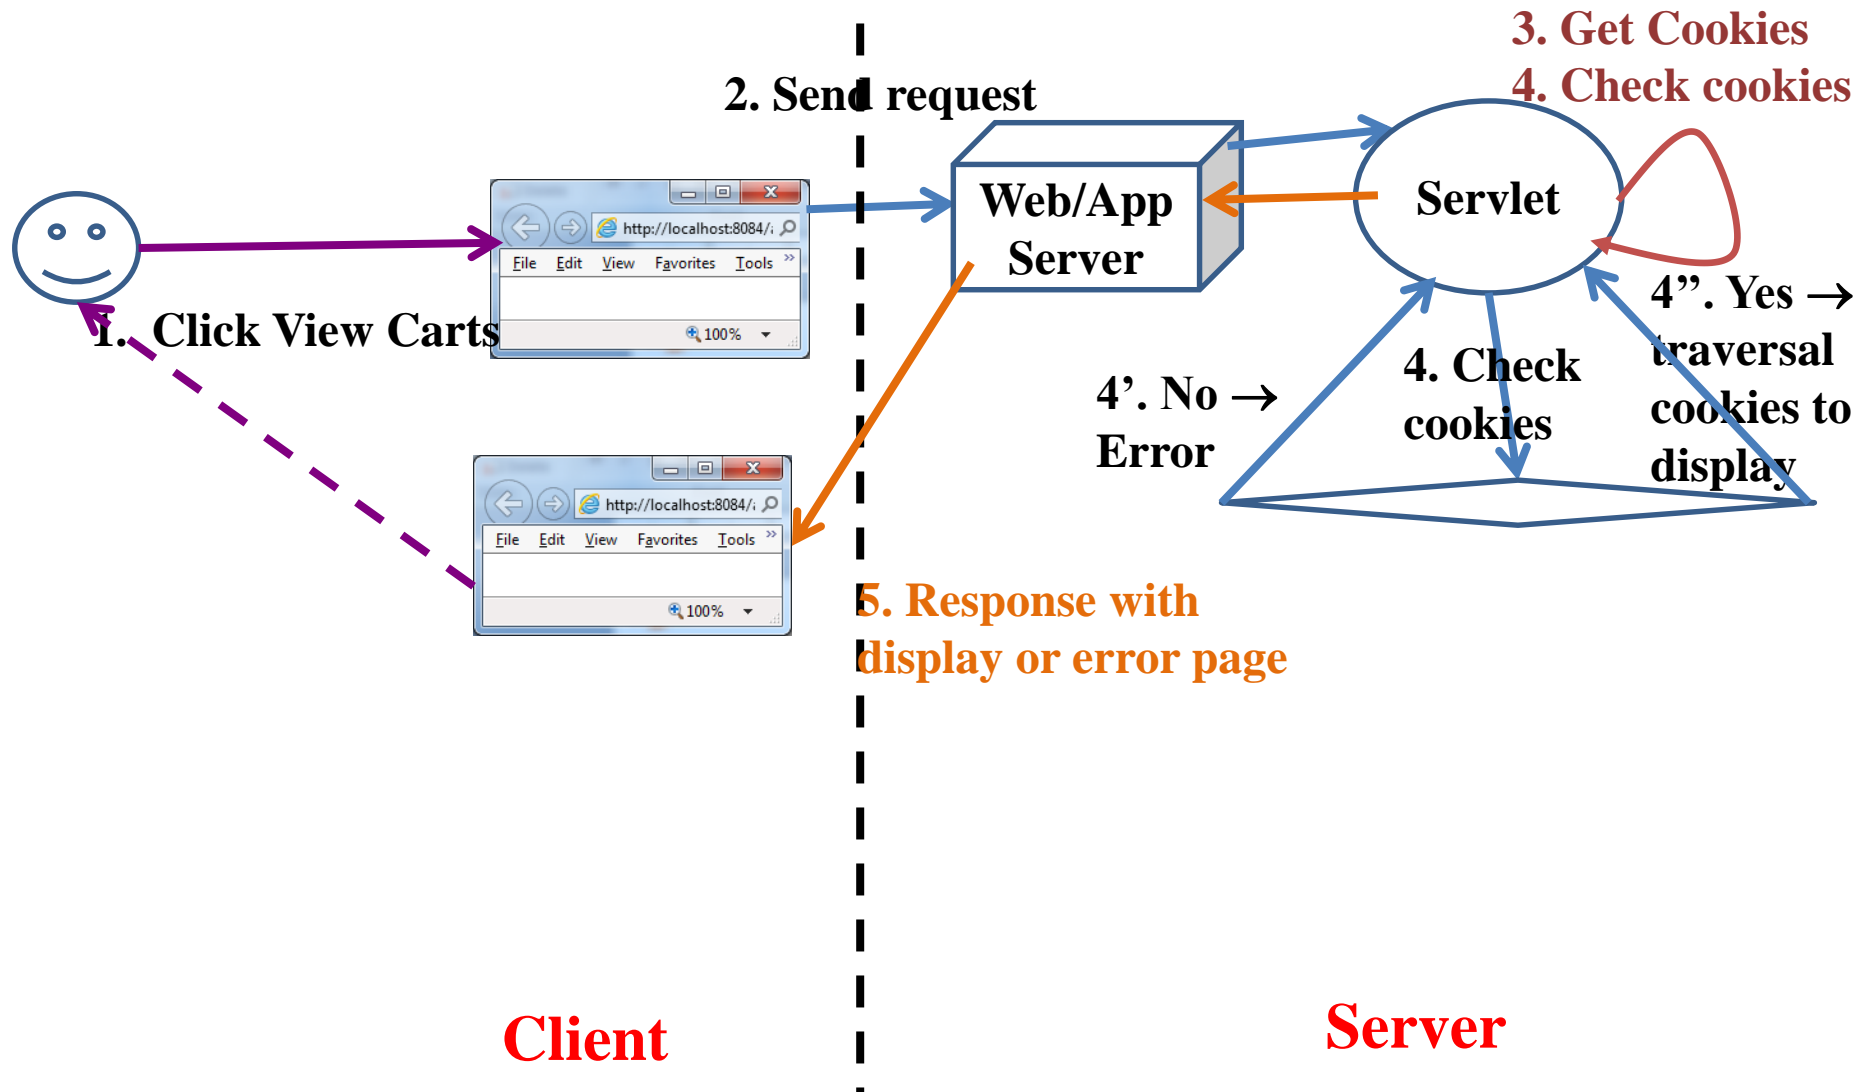 3. Get Cookies
4. Check cookies
2. Send request
Web/App
Server
Servlet
http://localhost:8084/
File Edit View Favorites Tools »
100%
1. Click View Carts
4’’. Yes →
traversal
cookies to
display
4. Check
cookies
4’. No →
Error
http://localhost:8084/
File Edit View Favorites Tools »
100%
5. Response with
display or error page
Client
Server